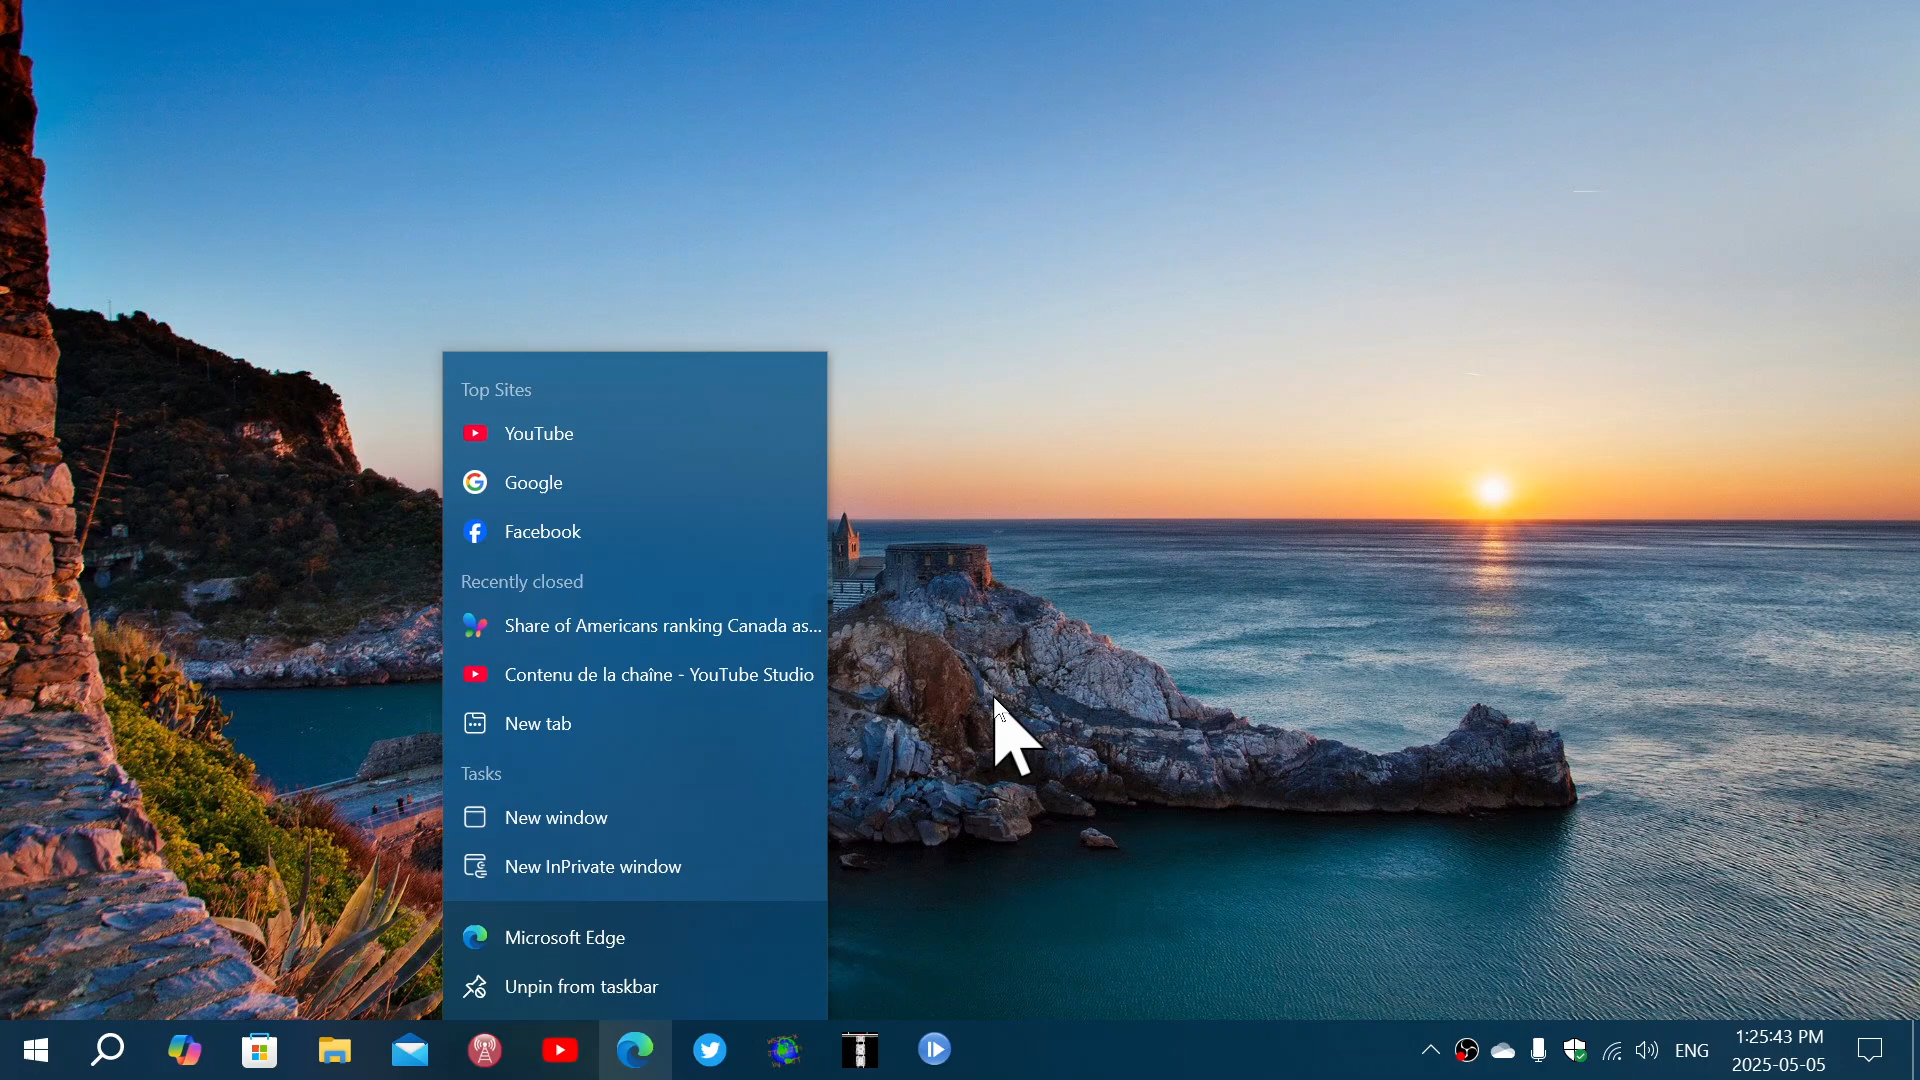 Top Sites
YouTube
Google
Facebook
Recently closed
Share of Americans ranking Canada as...
Contenu de la chaîne - YouTube Studio
New tab
Tasks
New window
New InPrivate window
Microsoft Edge
Unpin from taskbar
ENG
1:25:43 PM
2025-05-05